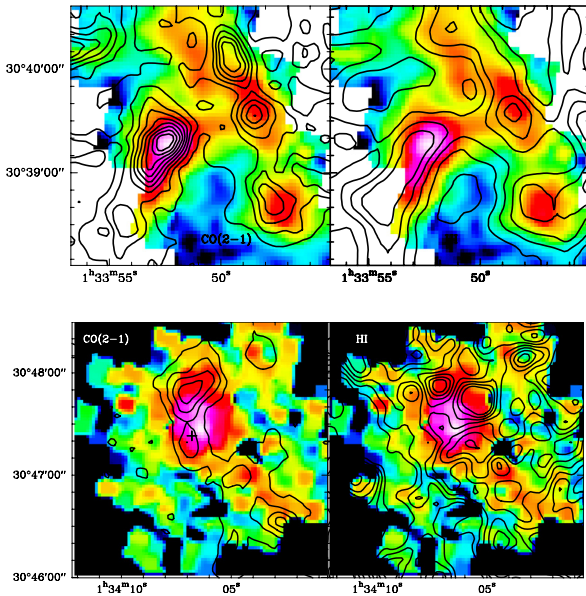 30°40′00″
30°39′00″
CO(2−1)
1ʰ33ᵐ55ˢ 50ˢ 1ʰ33ᵐ55ˢ 50ˢ
CO(2−1) HI
30°48′00″
30°47′00″
30°46′00″
1ʰ34ᵐ10ˢ 05ˢ 1ʰ34ᵐ10ˢ 05ˢ